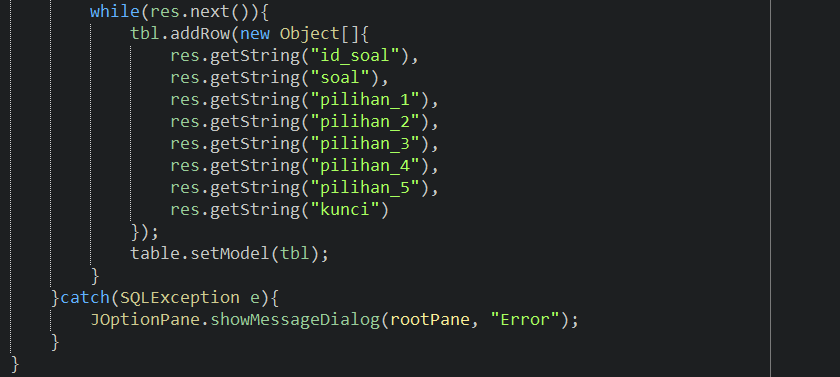 while(res.next()){
tbl.addRow(new Object[]{
res.getString("id_soal"),
res.getString("soal"),
res.getString("pilihan_1"),
res.getString("pilihan_2"),
res.getString("pilihan_3"),
res.getString("pilihan_4"),
res.getString("pilihan_5"),
res.getString("kunci")
});
table.setModel(tbl);
}
}catch(SQLException e){
JOptionPane.showMessageDialog(rootPane, "Error");
}
}